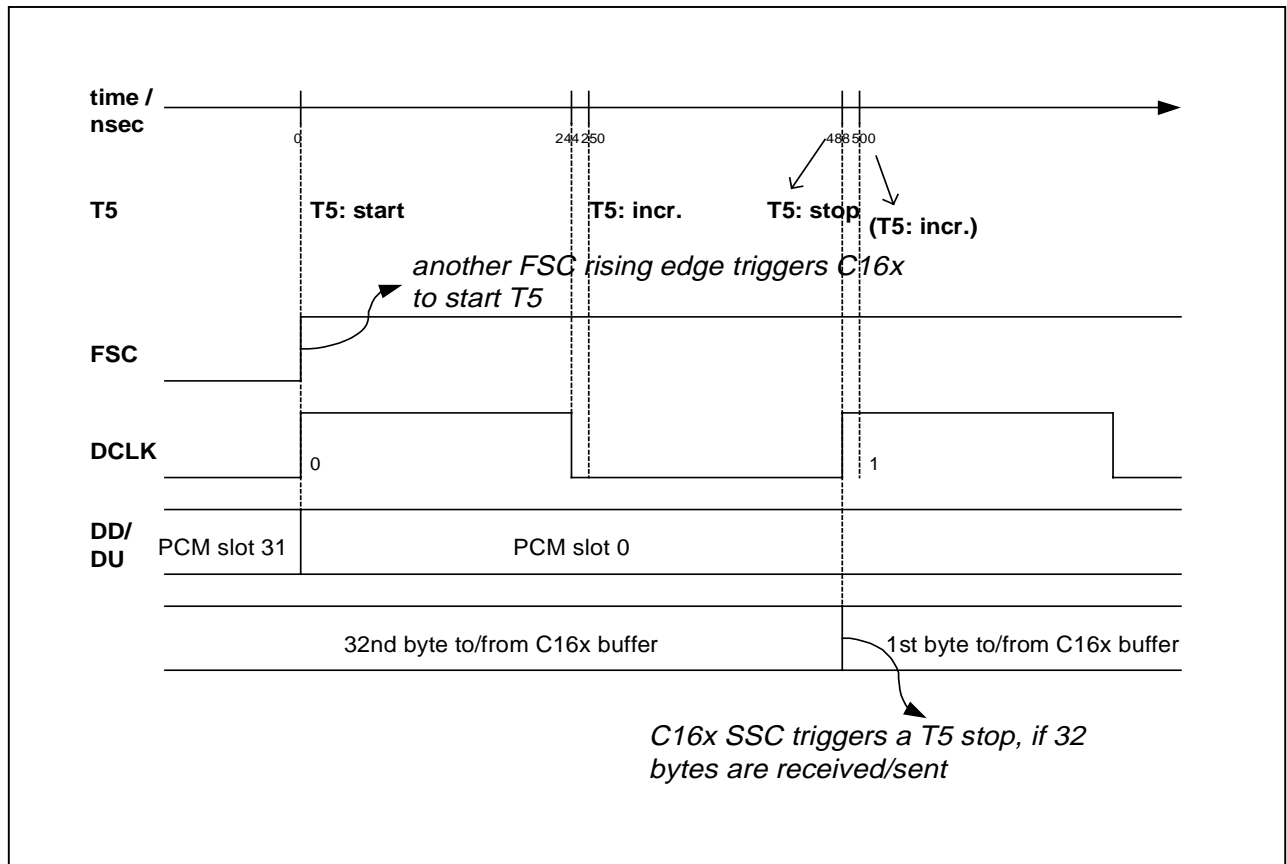 time /
nsec
0
244
250
488
500
T5
T5: start
T5: incr.
T5: stop
(T5: incr.)
another FSC rising edge triggers C16x
to start T5
FSC
DCLK
0
1
DD/
DU
PCM slot 31
PCM slot 0
32nd byte to/from C16x buffer
1st byte to/from C16x buffer
C16x SSC triggers a T5 stop, if 32
bytes are received/sent